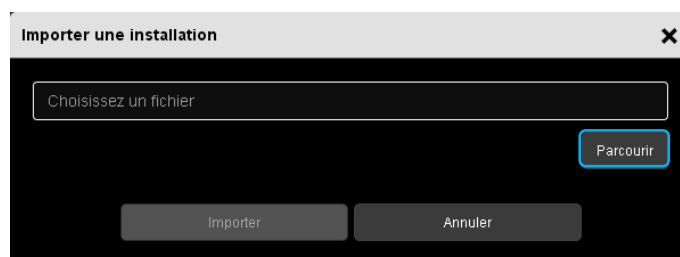 Importer une installation
Choisissez un fichier
Parcourir
Importer
Annuler